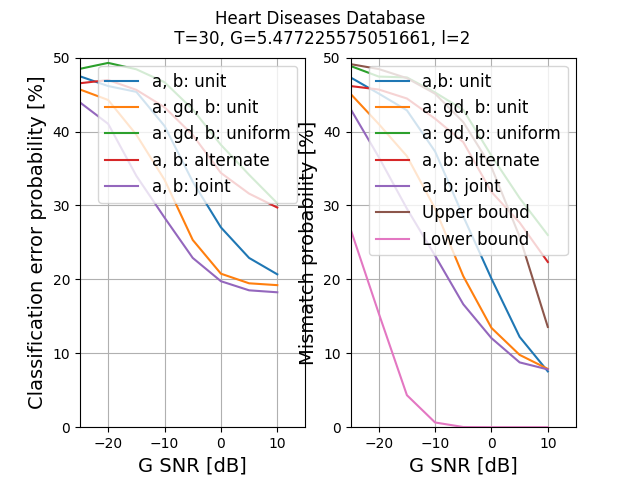 Heart Diseases Database
T=30, G=5.477225575051661, l=2
Classification error probability [%]
50
40
30
20
10
0
−20
−10
0
10
G SNR [dB]
a, b: unit
a: gd, b: unit
a: gd, b: uniform
a, b: alternate
a, b: joint
Mismatch probability [%]
50
40
30
20
10
0
−20
−10
0
10
G SNR [dB]
a,b: unit
a: gd, b: unit
a: gd, b: uniform
a, b: alternate
a, b: joint
Upper bound
Lower bound